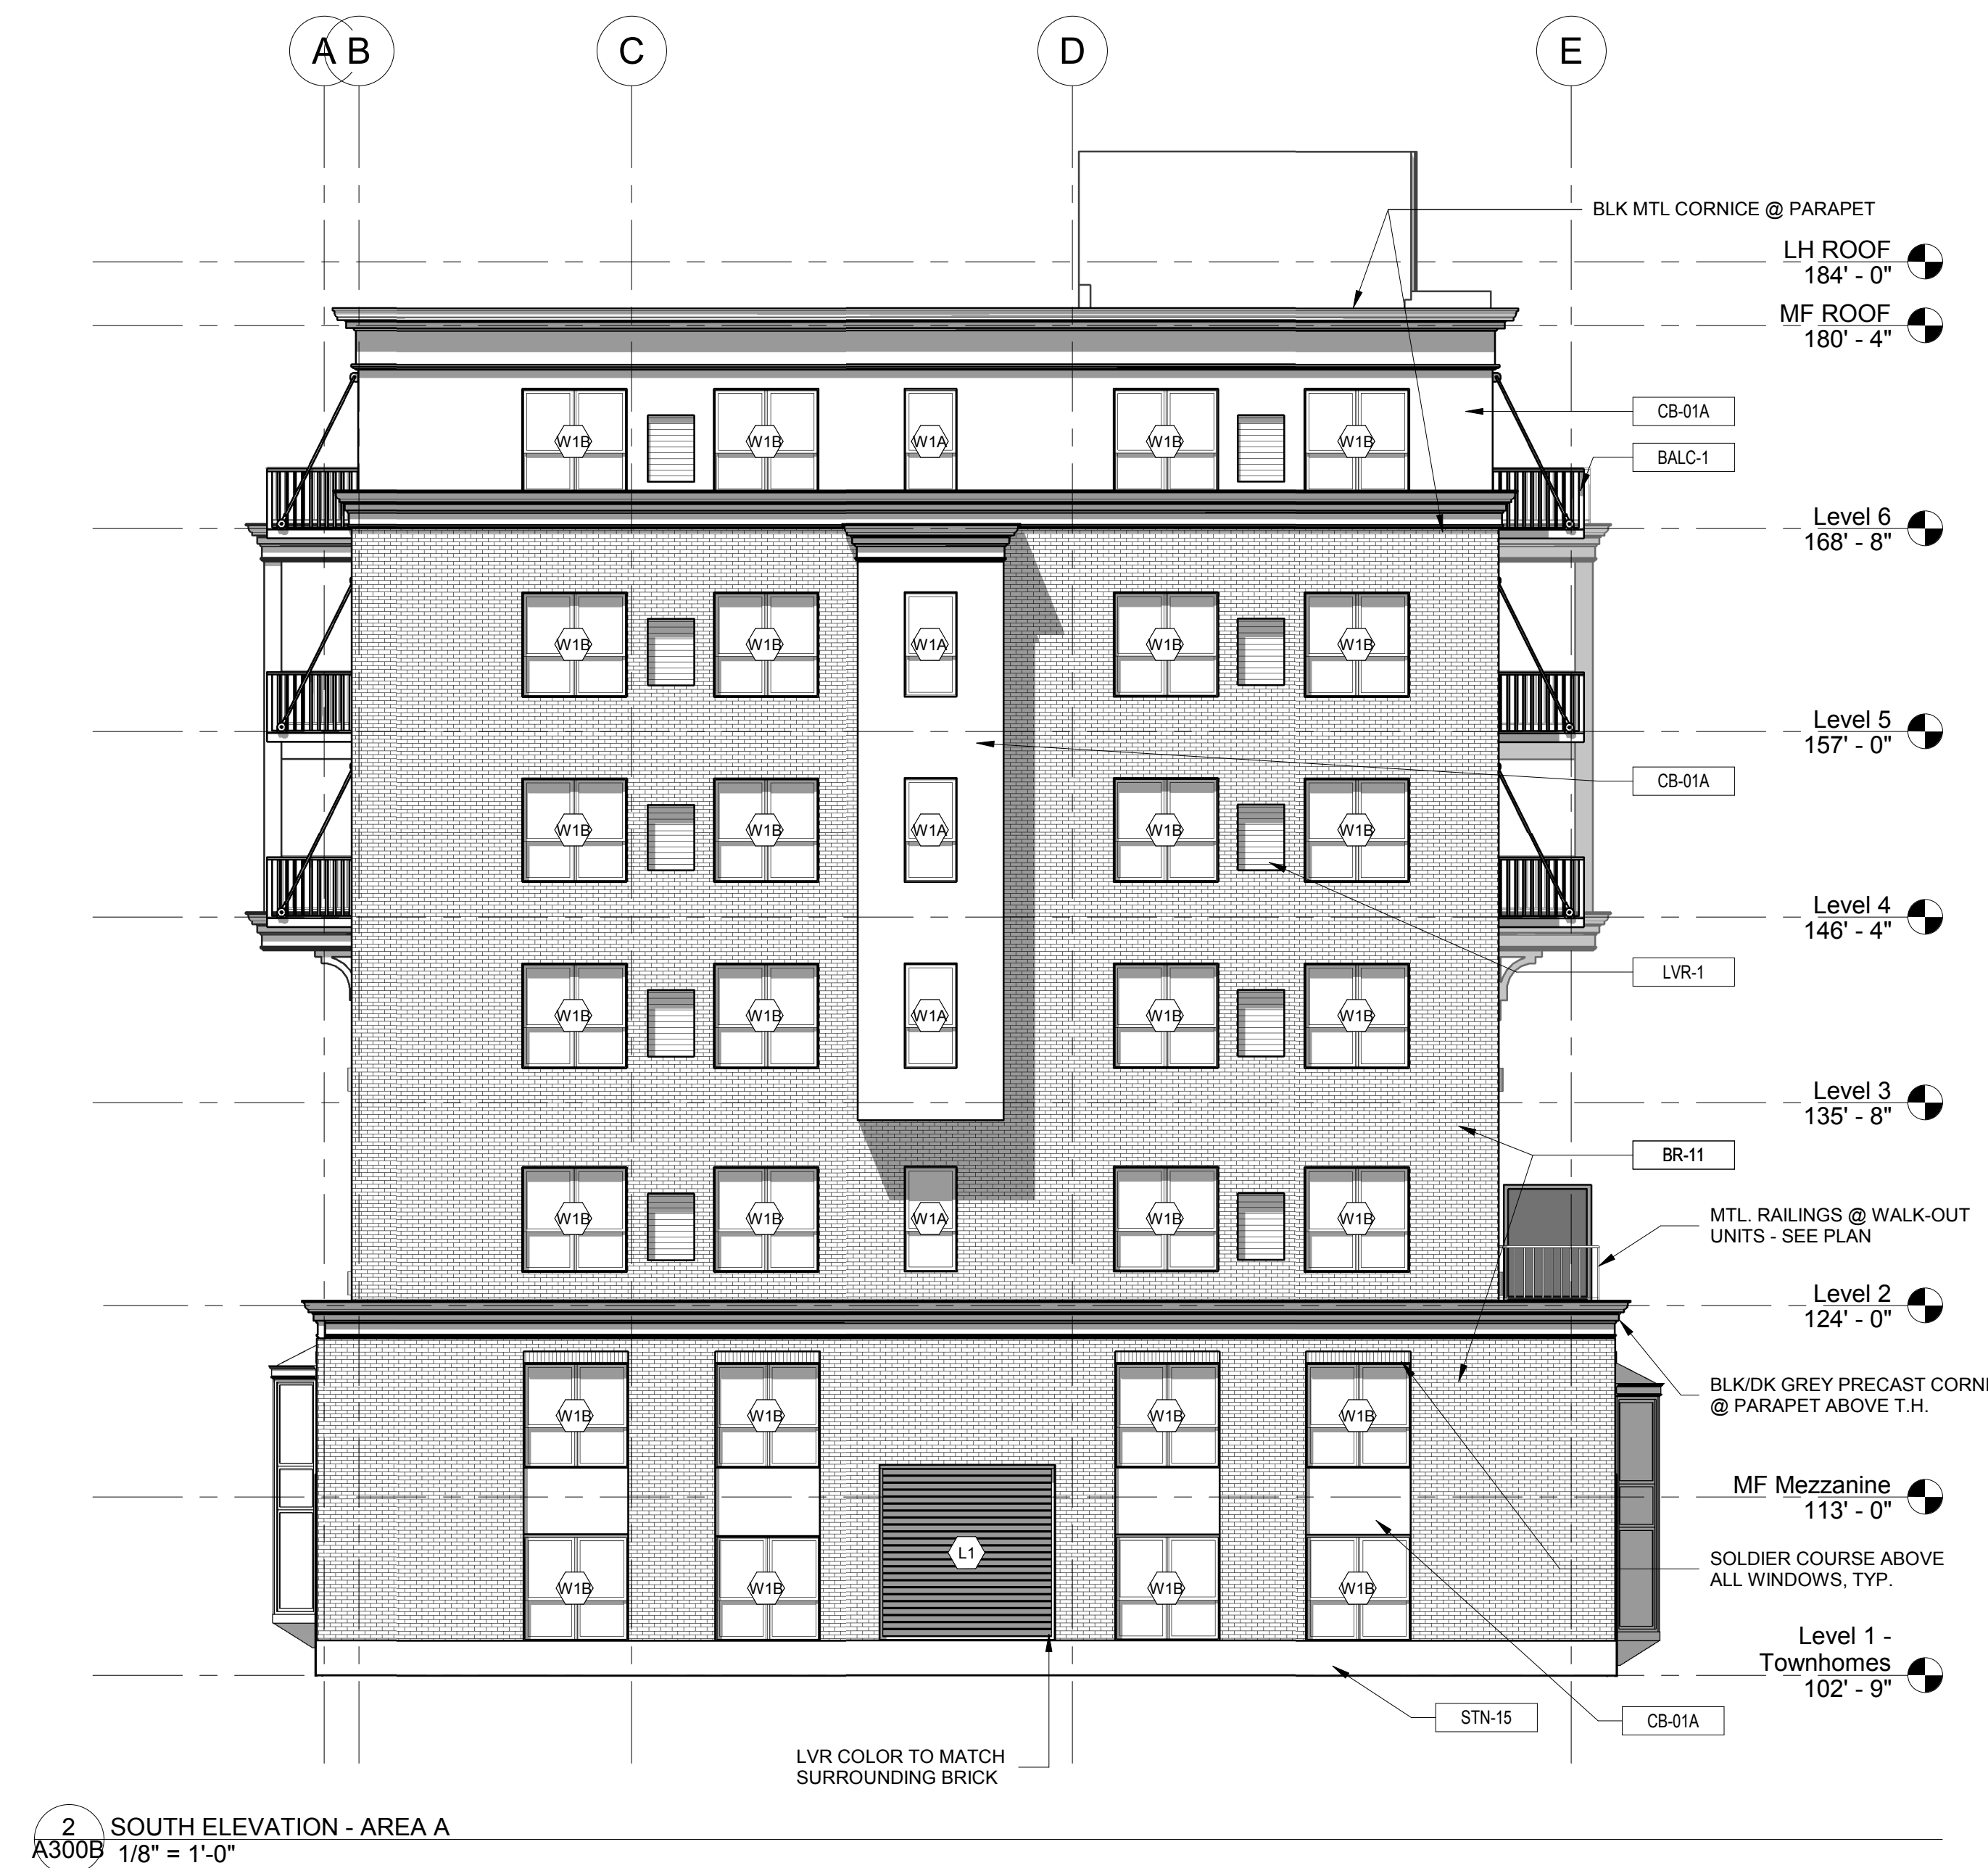 A B C D E
BLK MTL CORNICE @ PARAPET
LH ROOF
184' - 0"
MF ROOF
180' - 4"
CB-01A
W1B W1B W1A W1B W1B
BALC-1
Level 6
168' - 8"
W1B W1B W1A W1B W1B
Level 5
157' - 0"
CB-01A
W1B W1B W1A W1B W1B
Level 4
146' - 4"
LVR-1
W1B W1B W1A W1B W1B
Level 3
135' - 8"
BR-11
W1B W1B W1A W1B W1B
MTL. RAILINGS @ WALK-OUT
UNITS - SEE PLAN
Level 2
124' - 0"
BLK/DK GREY PRECAST CORNI
@ PARAPET ABOVE T.H.
W1B W1B W1B W1B
MF Mezzanine
113' - 0"
L1
SOLDIER COURSE ABOVE
ALL WINDOWS, TYP.
W1B W1B W1B W1B
Level 1 -
Townhomes
102' - 9"
STN-15
CB-01A
LVR COLOR TO MATCH
SURROUNDING BRICK
2
A300B
SOUTH ELEVATION - AREA A
1/8" = 1'-0"